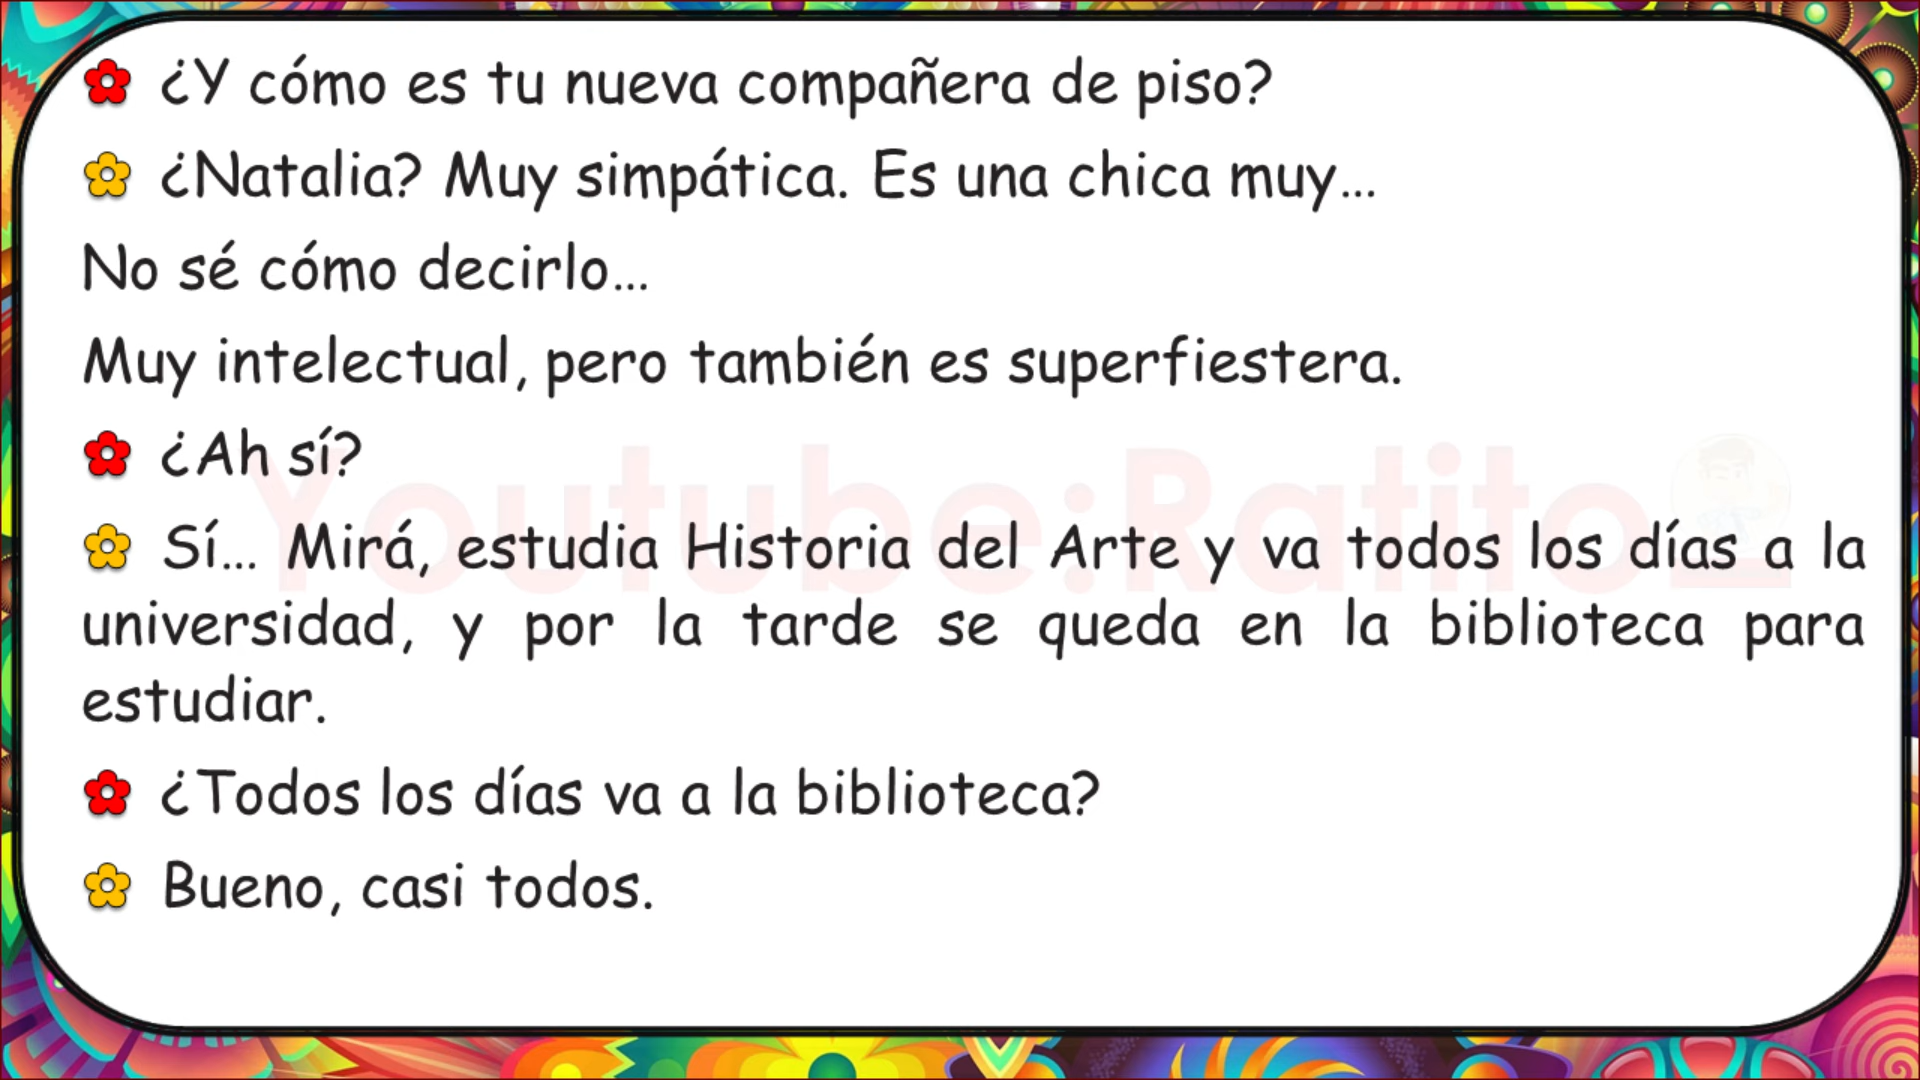 ¿Y cómo es tu nueva compañera de piso?
¿Natalia? Muy simpática. Es una chica muy...
No sé cómo decirlo...
Muy intelectual, pero también es superfiestera.
¿Ah sí?
Youtube:Ratito_
Sí... Mirá, estudia Historia del Arte y va todos los días a la
universidad, y por la tarde se queda en la biblioteca para
estudiar.
¿Todos los días va a la biblioteca?
Bueno, casi todos.